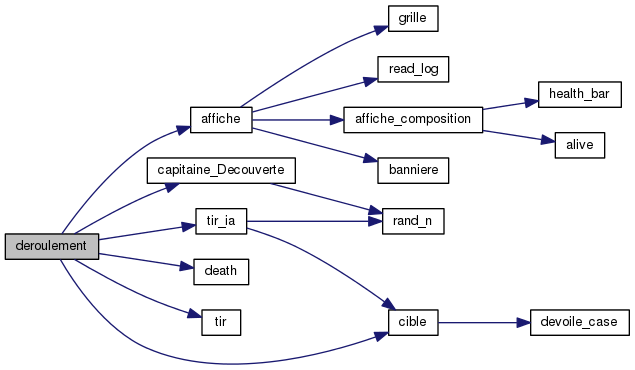 grille
read_log
health_bar
affiche
affiche_composition
alive
capitaine_Decouverte
banniere
deroulement
tir_ia
rand_n
death
tir
cible
devoile_case